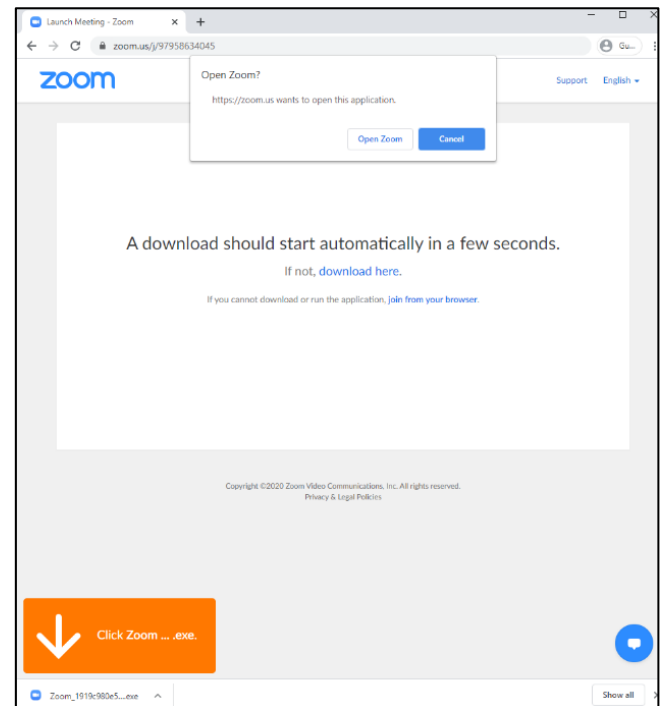 Launch Meeting - Zoom
zoom.us/j/97958634045
Gu...
zoom
Support English
Open Zoom?
https://zoom.us wants to open this application.
Open Zoom Cancel
A download should start automatically in a few seconds.
If not, download here.
If you cannot download or run the application, join from your browser.
Copyright ©2020 Zoom Video Communications, Inc. All rights reserved.
Privacy & Legal Policies
Click Zoom ... .exe.
Zoom_1919c980e5....exe
Show all